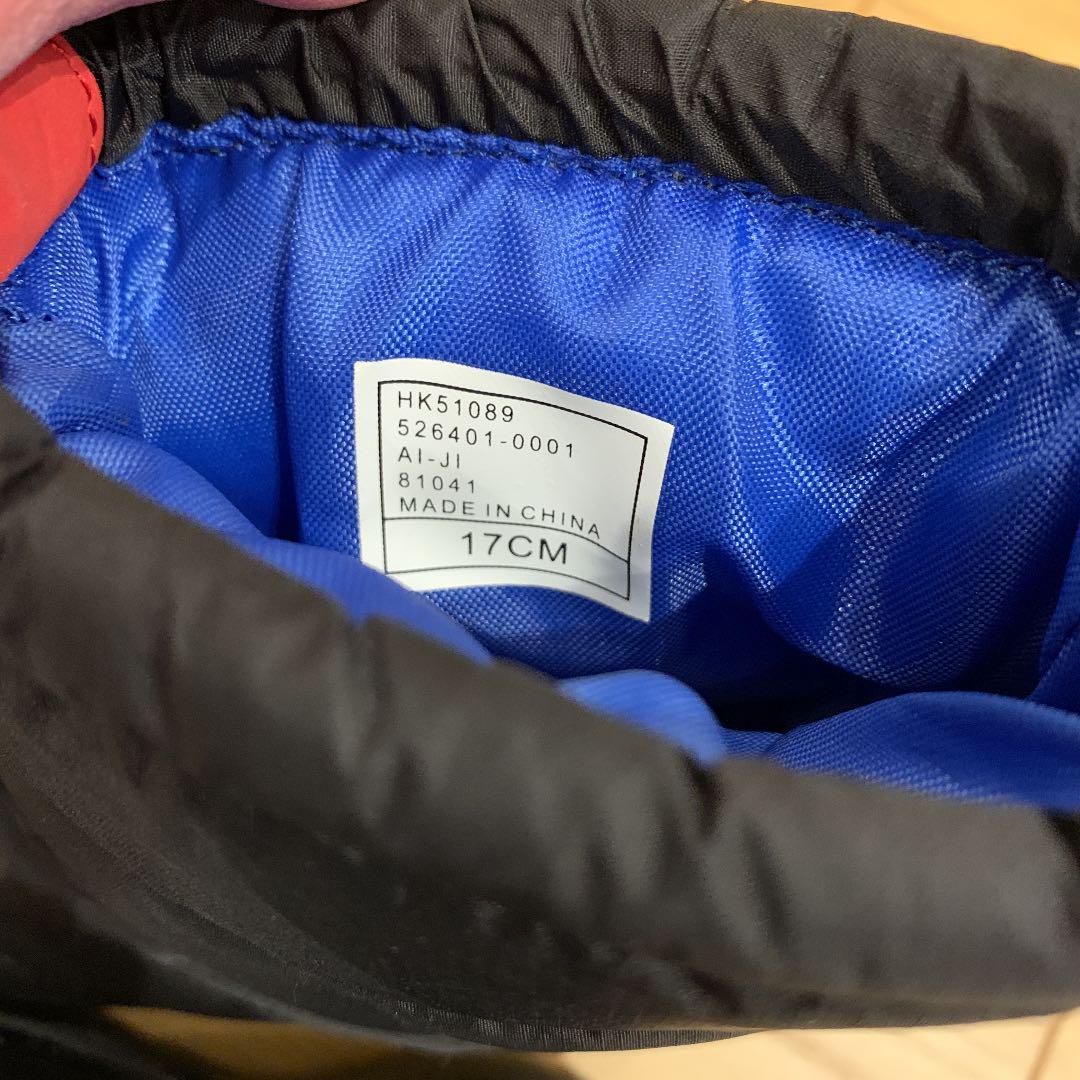 HK51089
526401-0001
AI-JI
81041
MADE IN CHINA
17CM